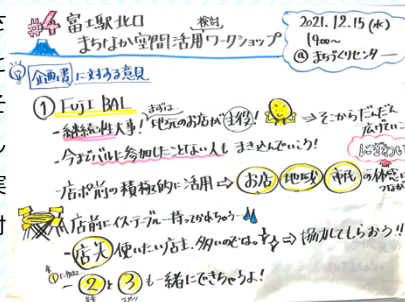 #4 富士駅北口
検討
まちなか空間活用ワークショップ
2021.12.15(水)
19:00〜
@まちづくりセンター
企画書に対する意見
① FUJI BAL
まずは
- 継続性大事! 地元のお店が主役! ⇒ そこからだんだん
広げていこう
- 今までバルに参加したことない人も まき込んでいこう!
にぎわい
- 店舗前の積極的に活用 ⇒ お店 地域 市民 の体感
店前にイス・テーブル 持って行かれちゃう
- 店先 使いたい店主、多いのでは ⇒ 協力してもらおう!!
- ②と③も一緒にできちゃうよ!